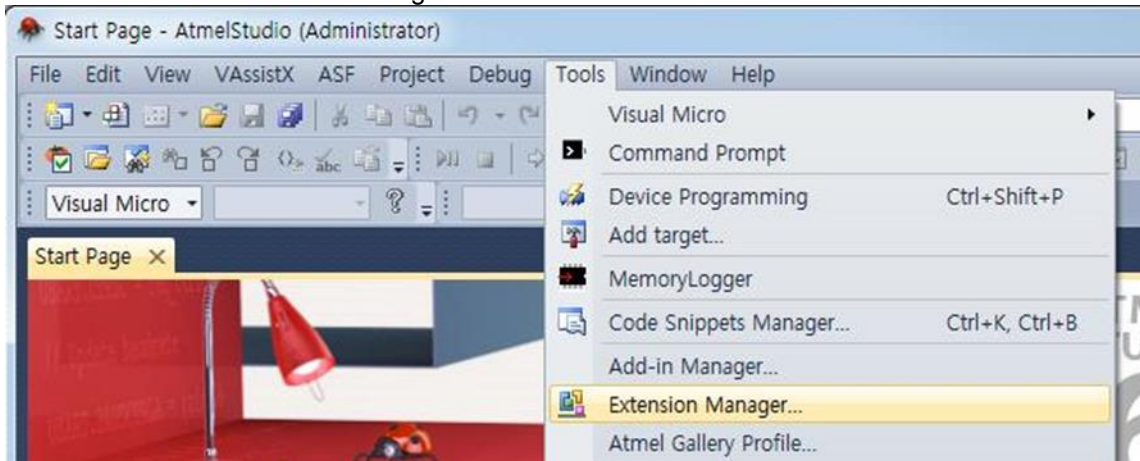 Start Page - AtmelStudio (Administrator)
File Edit View VAssistX ASF Project Debug Tools Window Help
Visual Micro
Command Prompt
Device Programming Ctrl+Shift+P
Visual Micro
Add target...
Start Page
MemoryLogger
Code Snippets Manager... Ctrl+K, Ctrl+B
Add-in Manager...
Extension Manager...
Atmel Gallery Profile...